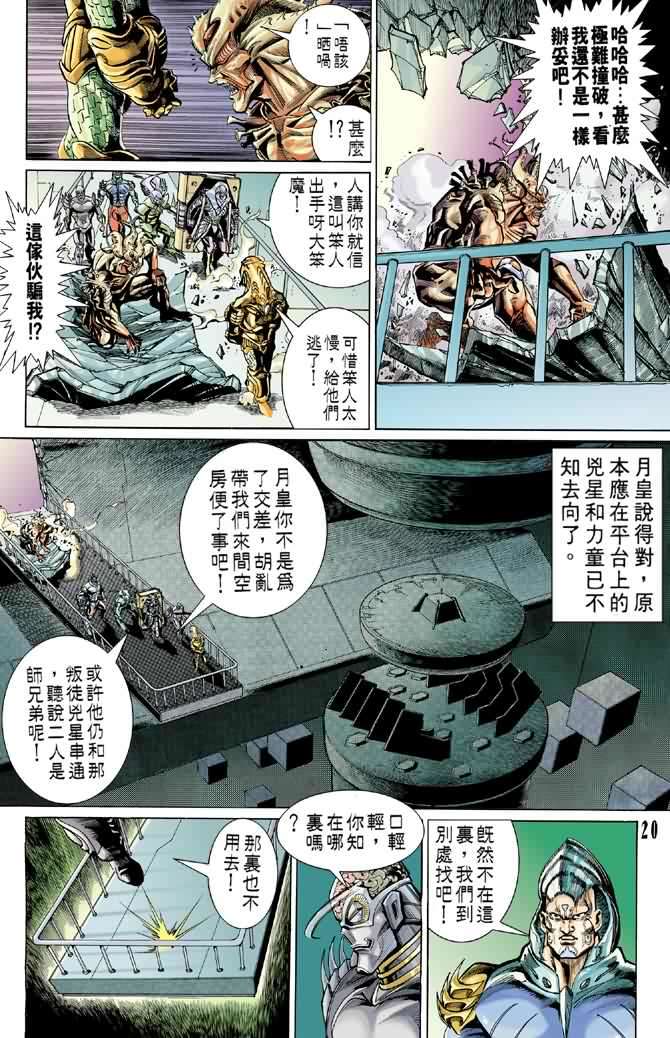 哈哈哈…甚麼
極難撞破，看
我還不是一樣
辦妥吧！
「唔該
」晒喎
！
甚麼
!?
人講你就信
，這叫笨人
出手呀大笨
魔！
可惜笨人太
慢，給他們
逃了！
這傢伙騙我!?
月皇說得對，原
本應在平台上的
兇星和力童已不
知去向了。
月皇你不是為
了交差，胡亂
帶我們來間空
房便了事吧！
或許他仍和那
叛徒兇星串通
，聽說二人是
師兄弟呢！
20
既然不在這
裏，我們到
別處找吧！
口輕
輕，
你知
在哪
裏嗎
？
那裏也不
用去！